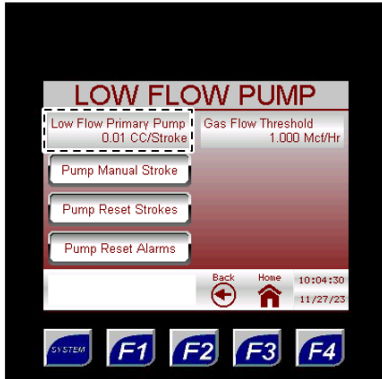 LOW FLOW PUMP
Low Flow Primary Pump
0.01 CC/Stroke
Gas Flow Threshold
1.000 Mcf/Hr
Pump Manual Stroke
Pump Reset Strokes
Pump Reset Alarms
Back
Home
10:04:30
11/27/23
SYSTEM
F1
F2
F3
F4